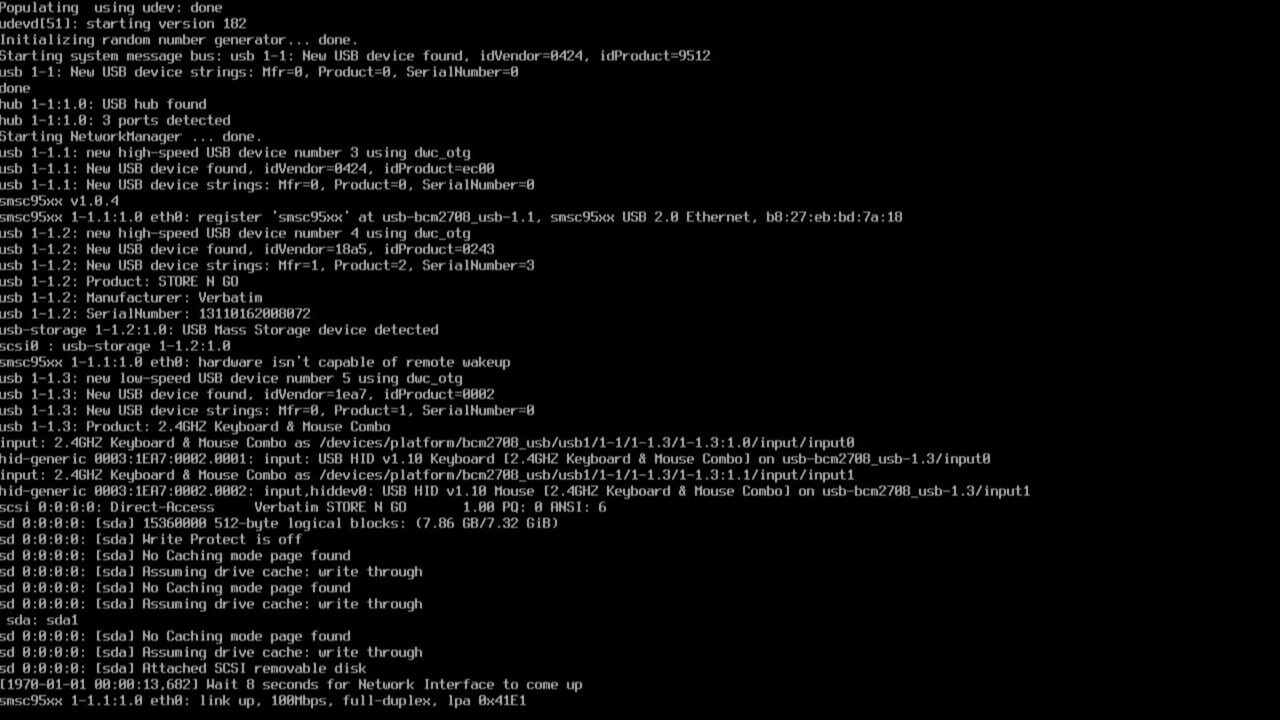 Populating  using udev: done
udevd[51]: starting version 182
Initializing random number generator... done.
Starting system message bus: usb 1-1: New USB device found, idVendor=0424, idProduct=9512
usb 1-1: New USB device strings: Mfr=0, Product=0, SerialNumber=0
done
hub 1-1:1.0: USB hub found
hub 1-1:1.0: 3 ports detected
Starting NetworkManager ... done.
usb 1-1.1: new high-speed USB device number 3 using dwc_otg
usb 1-1.1: New USB device found, idVendor=0424, idProduct=ec00
usb 1-1.1: New USB device strings: Mfr=0, Product=0, SerialNumber=0
smsc95xx v1.0.4
smsc95xx 1-1.1:1.0 eth0: register 'smsc95xx' at usb-bcm2708_usb-1.1, smsc95xx USB 2.0 Ethernet, b8:27:eb:bd:7a:18
usb 1-1.2: new high-speed USB device number 4 using dwc_otg
usb 1-1.2: New USB device found, idVendor=18a5, idProduct=0243
usb 1-1.2: New USB device strings: Mfr=1, Product=2, SerialNumber=3
usb 1-1.2: Product: STORE N GO
usb 1-1.2: Manufacturer: Verbatim
usb 1-1.2: SerialNumber: 13110162008072
usb-storage 1-1.2:1.0: USB Mass Storage device detected
scsi0 : usb-storage 1-1.2:1.0
smsc95xx 1-1.1:1.0 eth0: hardware isn't capable of remote wakeup
usb 1-1.3: new low-speed USB device number 5 using dwc_otg
usb 1-1.3: New USB device found, idVendor=1ea7, idProduct=0002
usb 1-1.3: New USB device strings: Mfr=0, Product=1, SerialNumber=0
usb 1-1.3: Product: 2.4GHZ Keyboard & Mouse Combo
input: 2.4GHZ Keyboard & Mouse Combo as /devices/platform/bcm2708_usb/usb1/1-1/1-1.3/1-1.3:1.0/input/input0
hid-generic 0003:1EA7:0002.0001: input: USB HID v1.10 Keyboard [2.4GHZ Keyboard & Mouse Combo] on usb-bcm2708_usb-1.3/input0
input: 2.4GHZ Keyboard & Mouse Combo as /devices/platform/bcm2708_usb/usb1/1-1/1-1.3/1-1.3:1.1/input/input1
hid-generic 0003:1EA7:0002.0002: input,hiddev0: USB HID v1.10 Mouse [2.4GHZ Keyboard & Mouse Combo] on usb-bcm2708_usb-1.3/input1
scsi 0:0:0:0: Direct-Access     Verbatim STORE N GO       1.00 PQ: 0 ANSI: 6
sd 0:0:0:0: [sda] 15360000 512-byte logical blocks: (7.86 GB/7.32 GiB)
sd 0:0:0:0: [sda] Write Protect is off
sd 0:0:0:0: [sda] No Caching mode page found
sd 0:0:0:0: [sda] Assuming drive cache: write through
sd 0:0:0:0: [sda] No Caching mode page found
sd 0:0:0:0: [sda] Assuming drive cache: write through
 sda: sda1
sd 0:0:0:0: [sda] No Caching mode page found
sd 0:0:0:0: [sda] Assuming drive cache: write through
sd 0:0:0:0: [sda] Attached SCSI removable disk
[1970-01-01 00:00:13,682] Wait 8 seconds for Network Interface to come up
smsc95xx 1-1.1:1.0 eth0: link up, 100Mbps, full-duplex, lpa 0x41E1